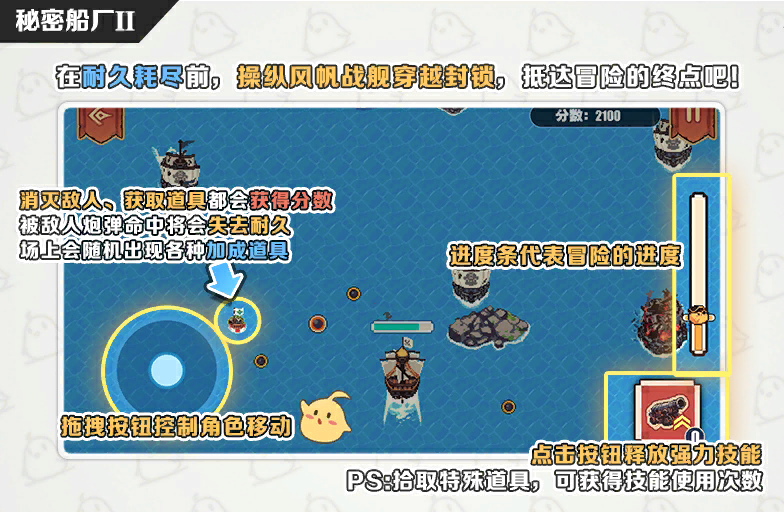 秘密船厂II
在耐久耗尽前，操纵风帆战舰穿越封锁，抵达冒险的终点吧！
分数：2100
消灭敌人、获取道具都会获得分数
被敌人炮弹命中将会失去耐久
场上会随机出现各种加成道具
进度条代表冒险的进度
拖拽按钮控制角色移动
点击按钮释放强力技能
PS:拾取特殊道具，可获得技能使用次数